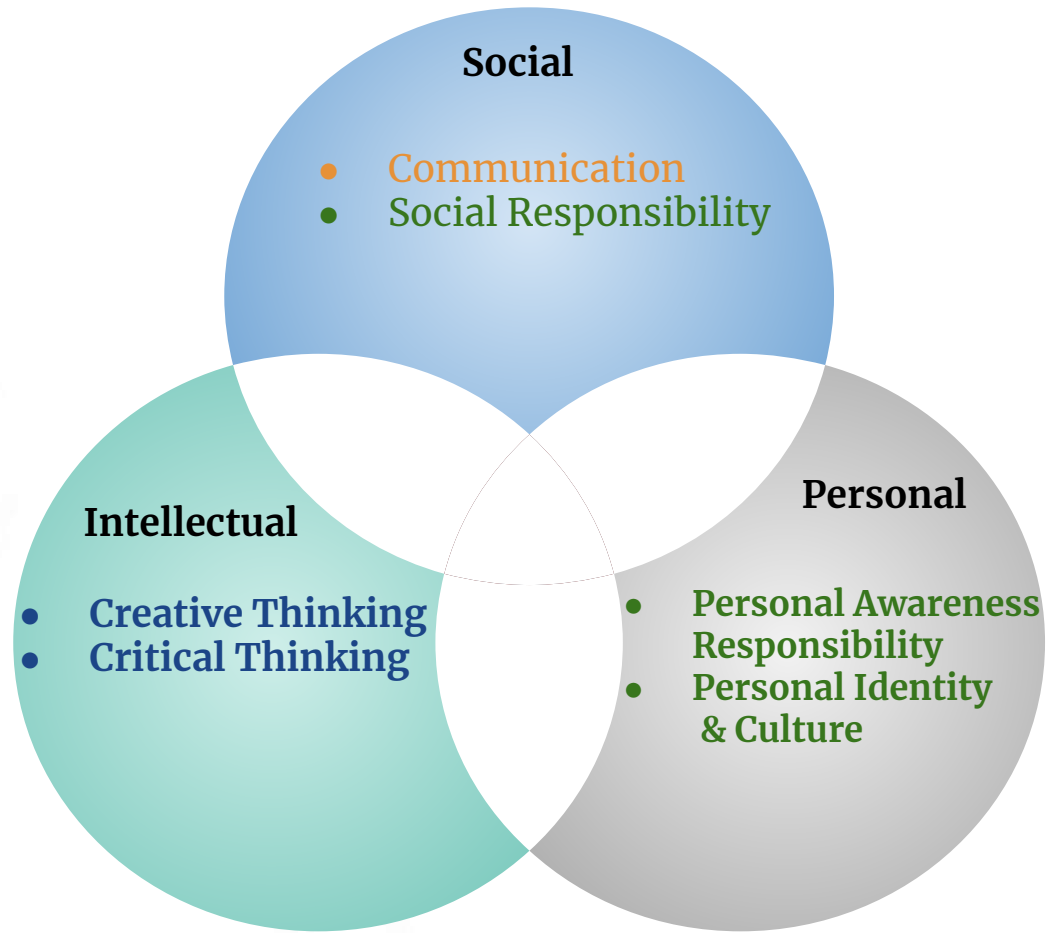 Social
● Communication
● Social Responsibility
Intellectual
● Creative Thinking
● Critical Thinking
Personal
● Personal Awareness
Responsibility
● Personal Identity
& Culture